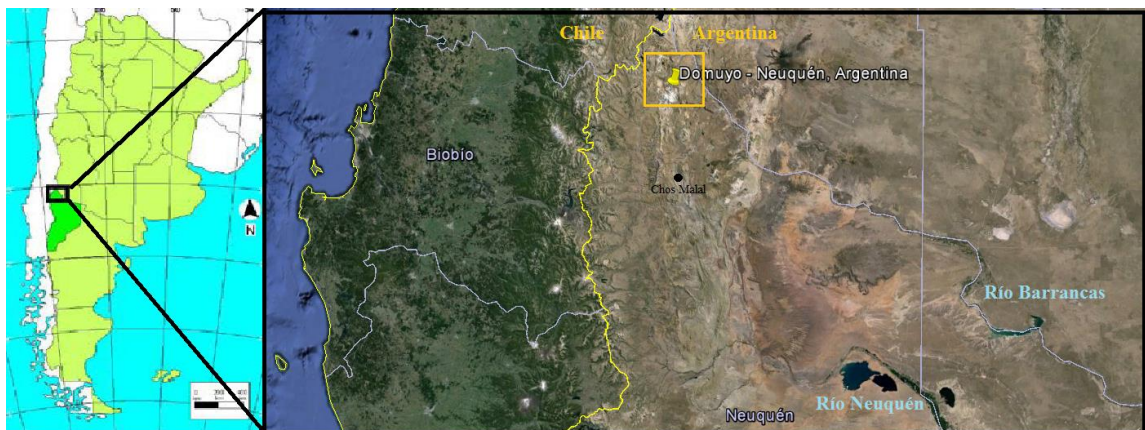 N
Chile
Argentina
Domuyo - Neuquén, Argentina
Biobío
Chos Malal
Río Barrancas
Río Neuquén
Neuquén